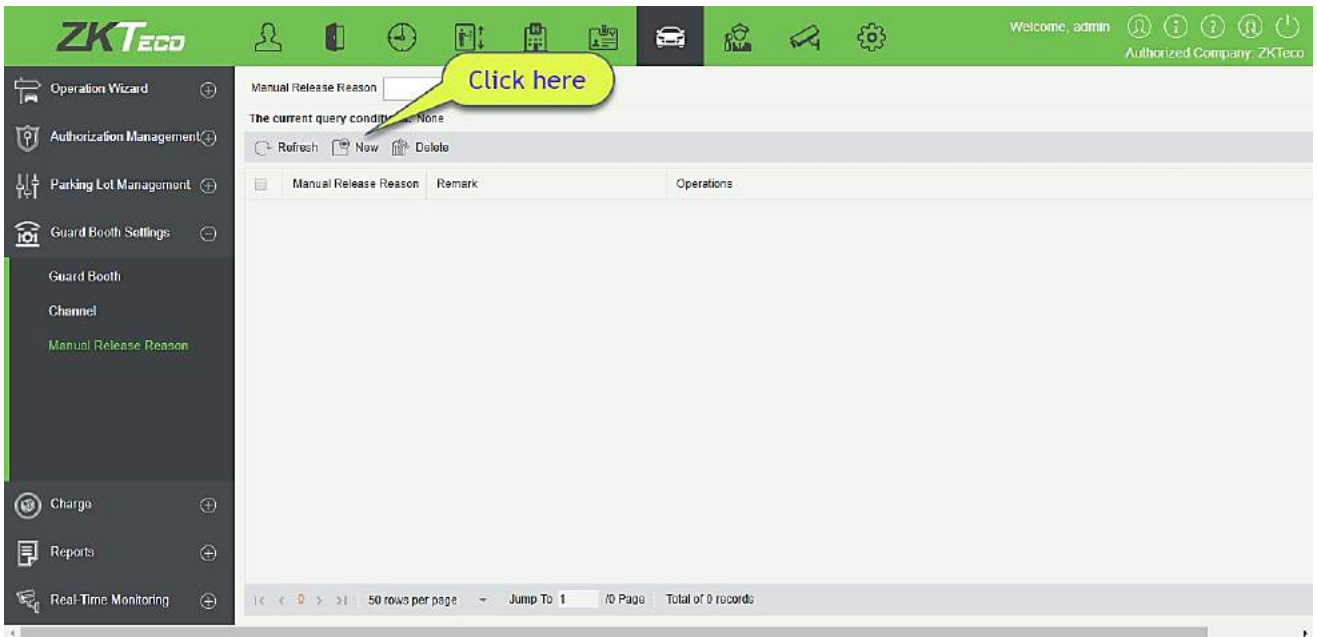 ZKTECO
Welcome, admin
Authorized Company: ZKTeco
Click here
Operation Wizard
Authorization Management
Parking Lot Management
Guard Booth Settings
Guard Booth
Channel
Manual Release Reason
Charge
Reports
Real-Time Monitoring
Manual Release Reason
The current query conditions: None
Refresh New Delete
Manual Release Reason Remark Operations
|< < 0 > >| 50 rows per page Jump To 1 /0 Page Total of 0 records